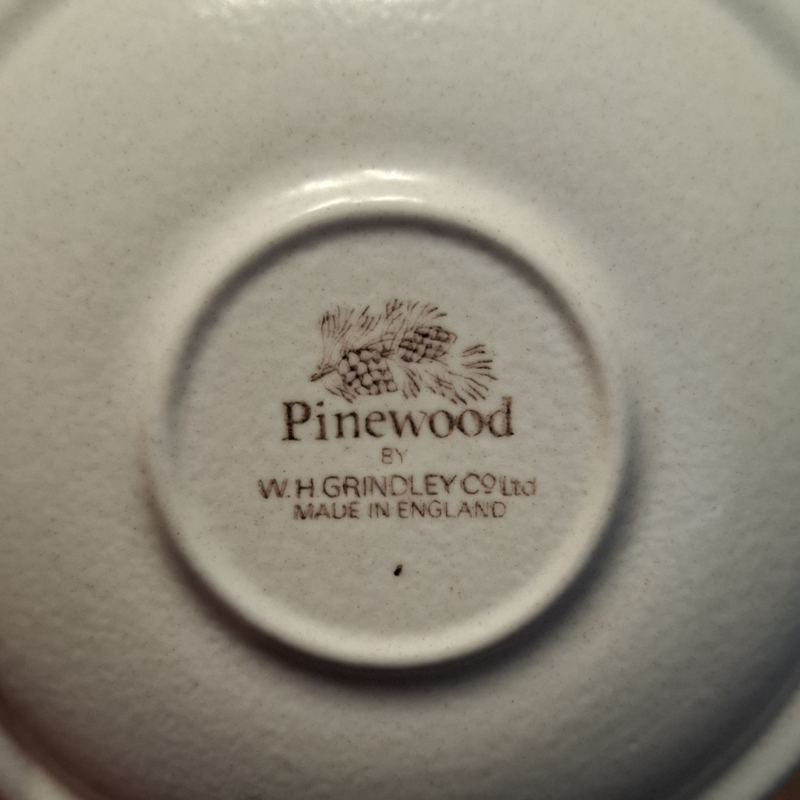 Pinewood
BY
W.H.GRINDLEY Cº Ltd
MADE IN ENGLAND